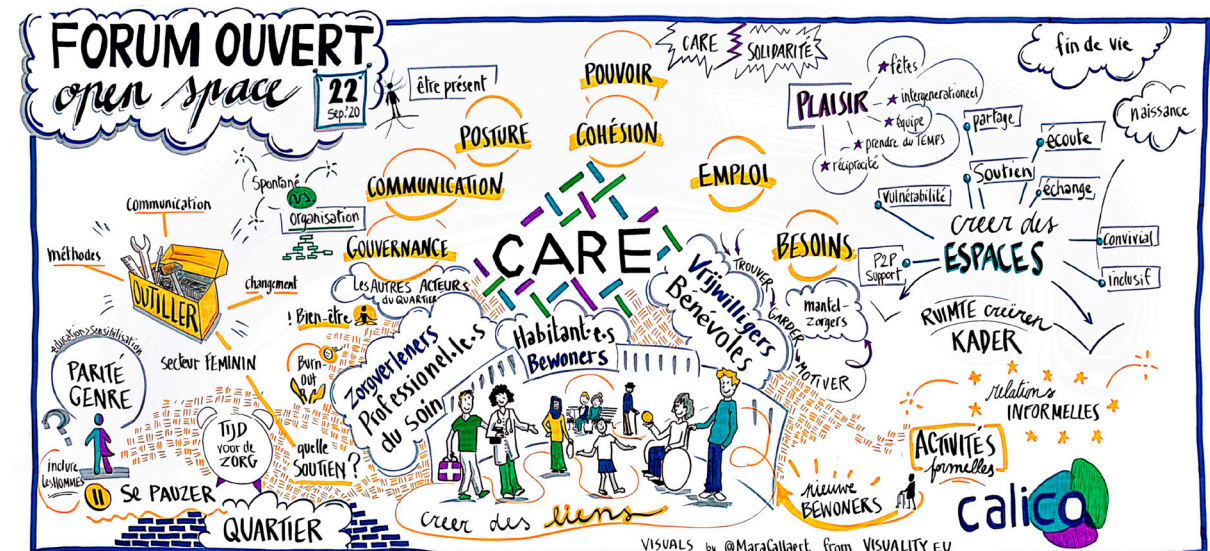 FORUM OUVERT
open space
22
Sep.'20
être présent
POUVOIR
CARE
SOLIDARITÉ
PLAISIR
fêtes
intergenerationeel
équipe
prendre du TEMPS
réciprocité
fin de vie
naissance
POSTURE
COHÉSION
EMPLOI
COMMUNICATION
GOUVERNANCE
BESOINS
CARE
Spontané
organisation
communication
méthodes
changement
OUTILLER
secteur FÉMININ
éducation>sensibilisation
PARITÉ
GENRE
inclure
les HOMMES
Se PAUZER
TIJD
voor de
ZORG
quelle
SOUTIEN?
QUARTIER
Les AUTRES ACTEURS
DU QUARTIER
! Bien-être
Burn-
OUT
Zorgverleners
Professionel.le.s
du Soin
Habitant·e·s
Bewoners
Vrijwilligers
Bénévoles
TROUVER
GARDER
MOTIVER
mantel-
zorgers
partage
écoute
Soutien
échange
vulnérabilité
creer des
ESPACES
P2P
Support
convivial
inclusif
RUIMTE creëren
KADER
relations
INFORMELLES
ACTIVITÉS
formelles
nieuwe
BEWONERS
creer des liens
calico
VISUALS by @MaraCallaert from VISUALITY.EU